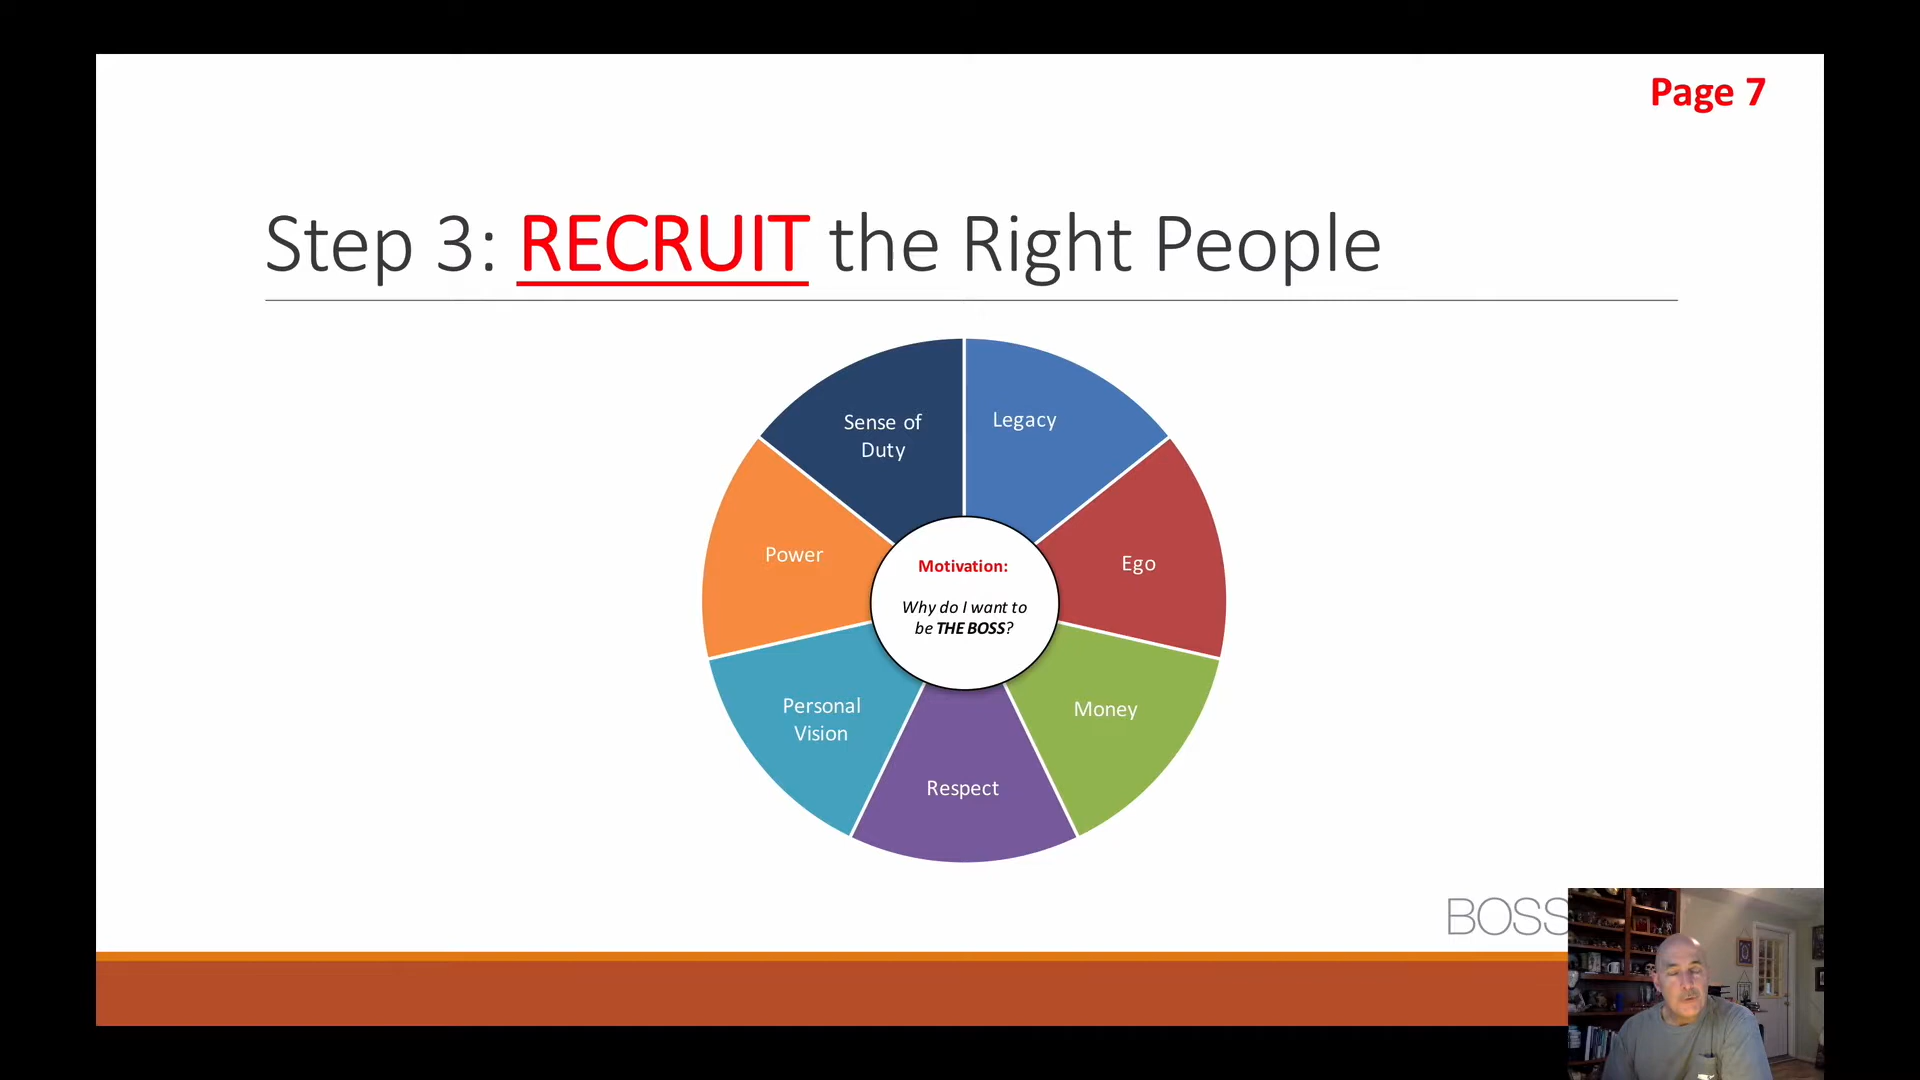 Page 7
Step 3: RECRUIT the Right People
Sense of
Duty
Legacy
Power
Ego
Motivation:
Why do I want to
be THE BOSS?
Personal
Vision
Money
Respect
BOSS